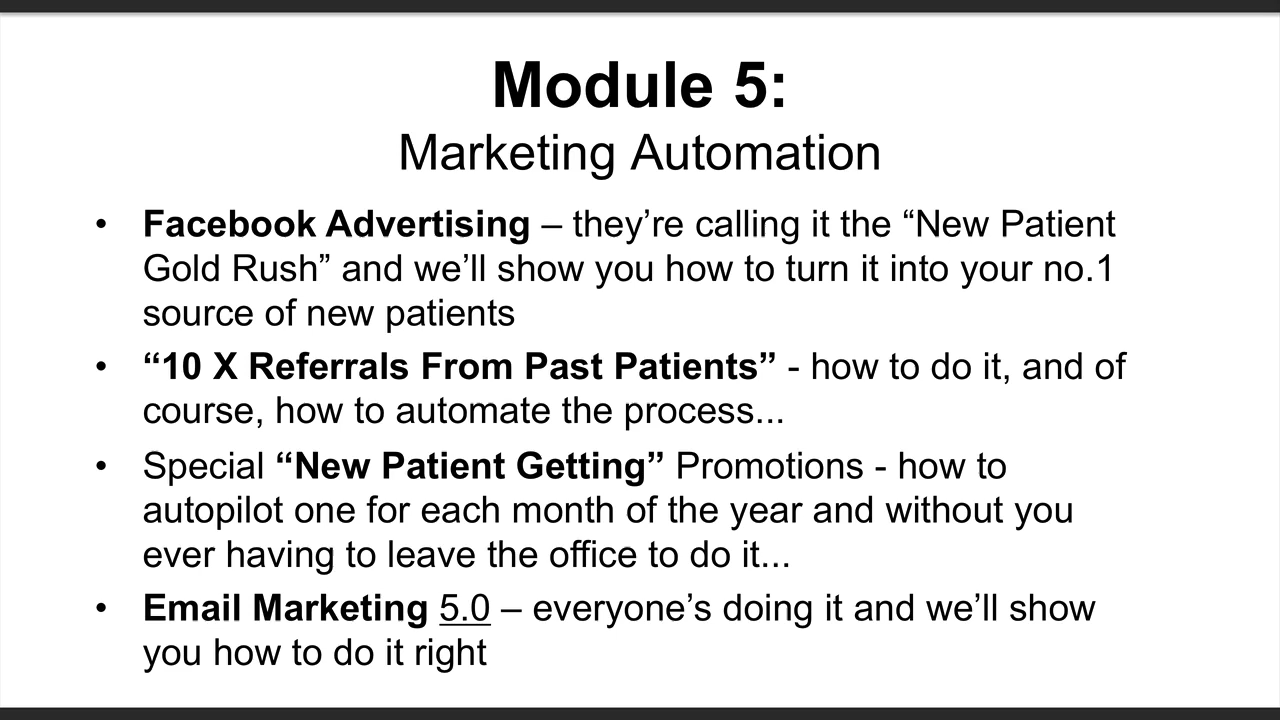 Module 5:
Marketing Automation
• Facebook Advertising – they’re calling it the “New Patient
Gold Rush” and we’ll show you how to turn it into your no.1
source of new patients
• “10 X Referrals From Past Patients” - how to do it, and of
course, how to automate the process...
• Special “New Patient Getting” Promotions - how to
autopilot one for each month of the year and without you
ever having to leave the office to do it...
• Email Marketing 5.0 – everyone’s doing it and we’ll show
you how to do it right